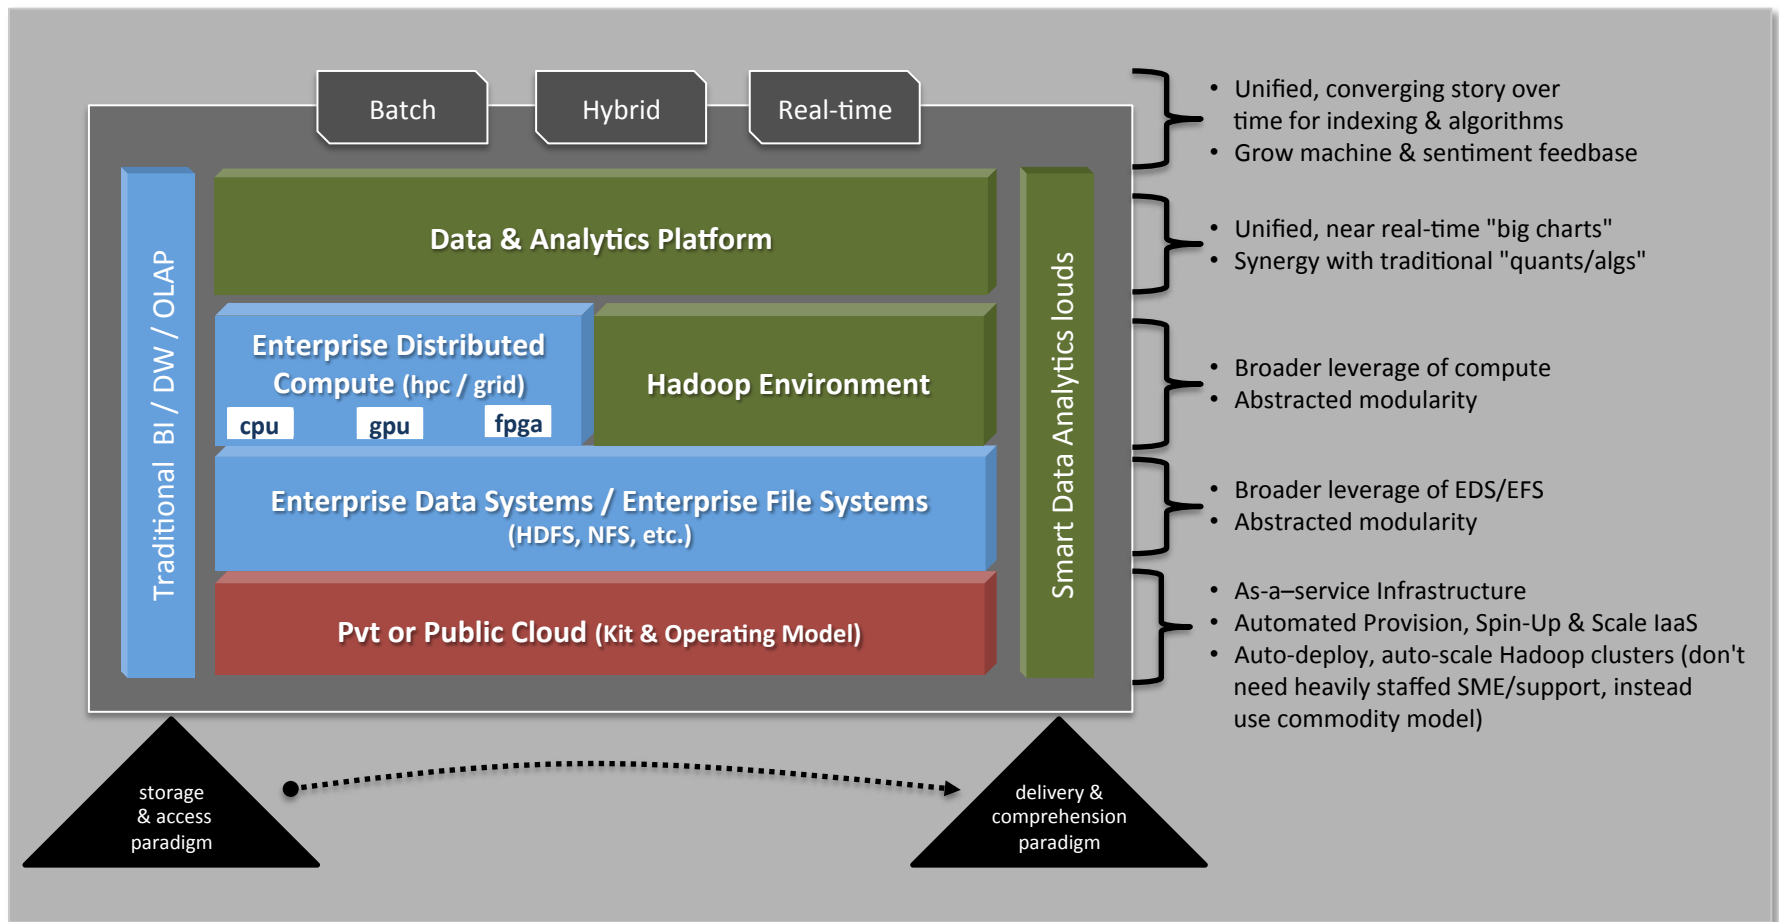 Batch
Hybrid
Real-time
Traditional BI / DW / OLAP
Data & Analytics Platform
Enterprise Distributed
Compute (hpc / grid)
cpu
gpu
fpga
Hadoop Environment
Enterprise Data Systems / Enterprise File Systems
(HDFS, NFS, etc.)
Pvt or Public Cloud (Kit & Operating Model)
Smart Data Analytics louds
• Unified, converging story over
time for indexing & algorithms
• Grow machine & sentiment feedbase
• Unified, near real-time "big charts"
• Synergy with traditional "quants/algs"
• Broader leverage of compute
• Abstracted modularity
• Broader leverage of EDS/EFS
• Abstracted modularity
• As-a–service Infrastructure
• Automated Provision, Spin-Up & Scale IaaS
• Auto-deploy, auto-scale Hadoop clusters (don't
need heavily staffed SME/support, instead
use commodity model)
storage
& access
paradigm
delivery &
comprehension
paradigm